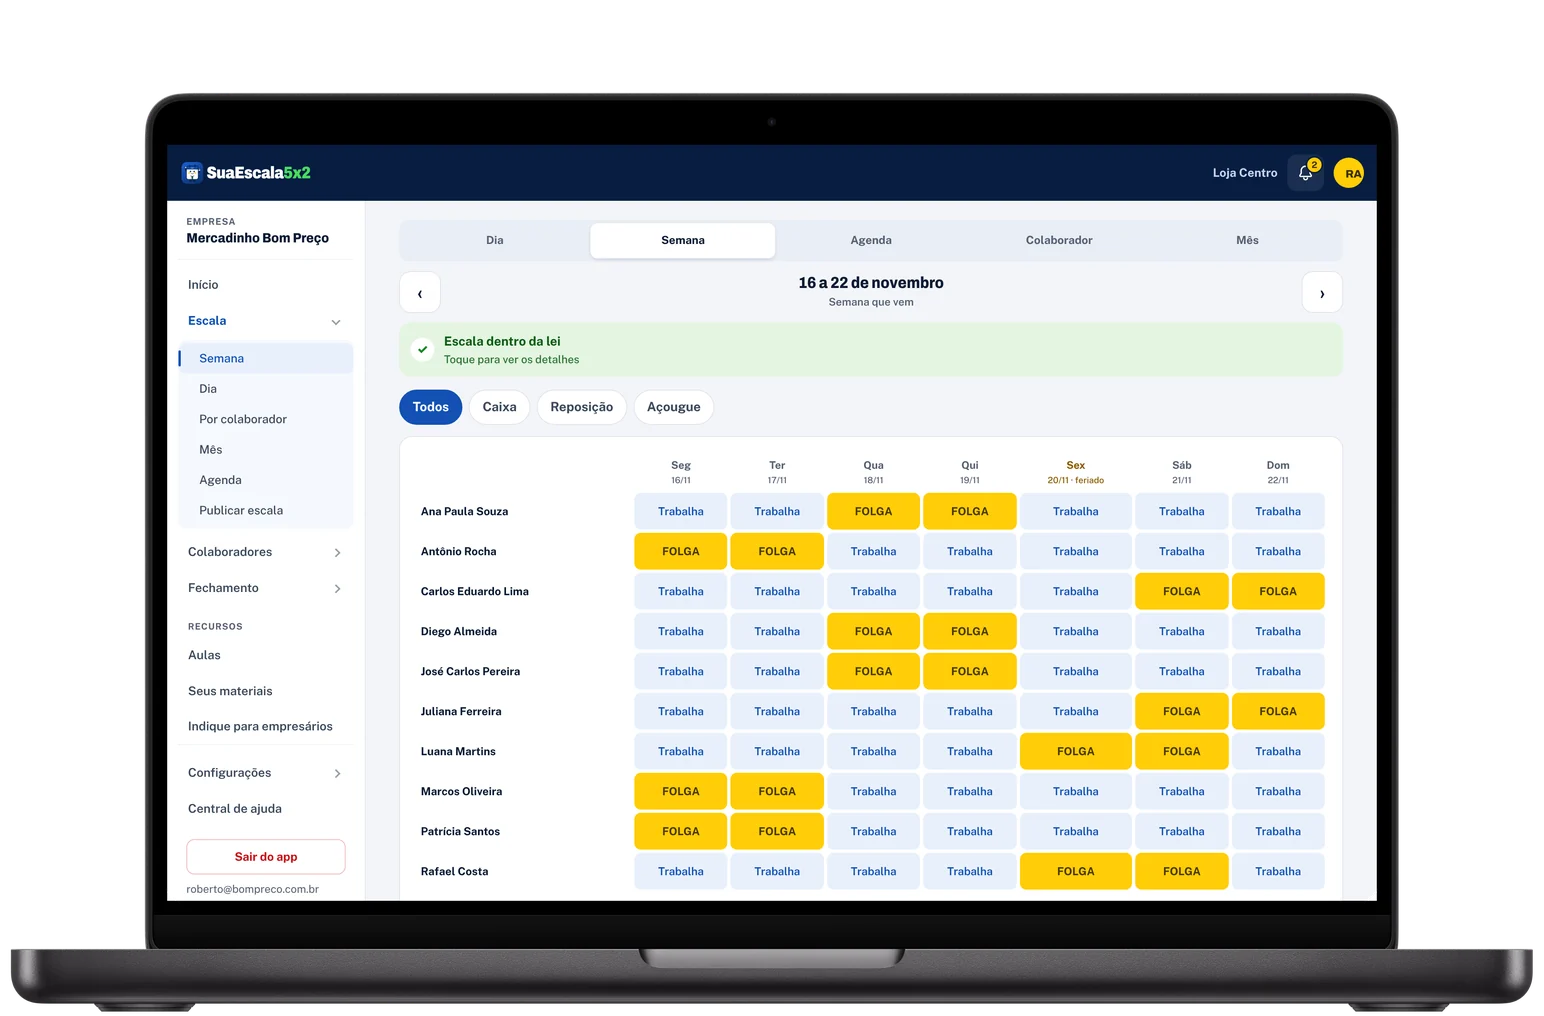 SuaEscala5x2
Loja Centro
2
RA
EMPRESA
Mercadinho Bom Preço
Início
Escala
Semana
Dia
Por colaborador
Mês
Agenda
Publicar escala
Colaboradores
Fechamento
RECURSOS
Aulas
Seus materiais
Indique para empresários
Configurações
Central de ajuda
Sair do app
roberto@bompreco.com.br
Dia Semana Agenda Colaborador Mês
‹ 16 a 22 de novembro ›
Semana que vem
Escala dentro da lei
Toque para ver os detalhes
Todos Caixa Reposição Açougue
Seg Ter Qua Qui Sex Sáb Dom
16/11 17/11 18/11 19/11 20/11 · feriado 21/11 22/11
Ana Paula Souza Trabalha Trabalha FOLGA FOLGA Trabalha Trabalha Trabalha
Antônio Rocha FOLGA FOLGA Trabalha Trabalha Trabalha Trabalha Trabalha
Carlos Eduardo Lima Trabalha Trabalha Trabalha Trabalha Trabalha FOLGA FOLGA
Diego Almeida Trabalha Trabalha FOLGA FOLGA Trabalha Trabalha Trabalha
José Carlos Pereira Trabalha Trabalha FOLGA FOLGA Trabalha Trabalha Trabalha
Juliana Ferreira Trabalha Trabalha Trabalha Trabalha Trabalha FOLGA FOLGA
Luana Martins Trabalha Trabalha Trabalha Trabalha FOLGA FOLGA Trabalha
Marcos Oliveira FOLGA FOLGA Trabalha Trabalha Trabalha Trabalha Trabalha
Patrícia Santos FOLGA FOLGA Trabalha Trabalha Trabalha Trabalha Trabalha
Rafael Costa Trabalha Trabalha Trabalha Trabalha FOLGA FOLGA Trabalha